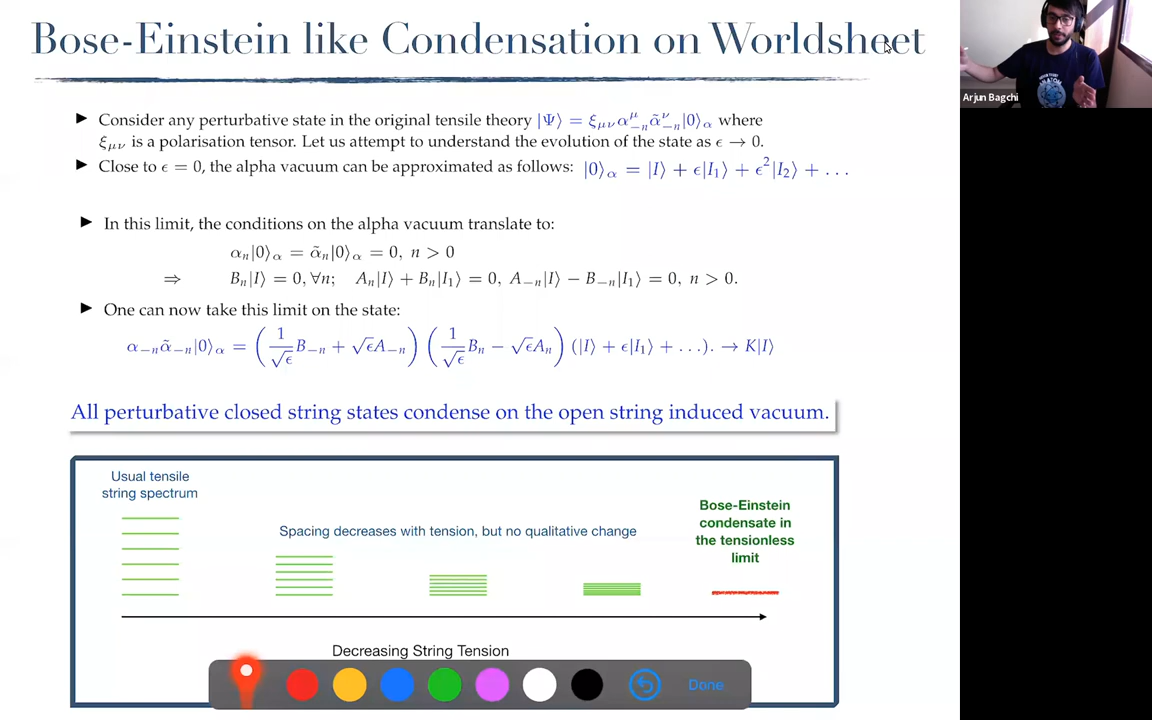 Bose-Einstein like Condensation on Worldsheet
Arjun Bagchi
▶ Consider any perturbative state in the original tensile theory |Ψ⟩ = ξ_{μν}α^μ_{−n}α̃^ν_{−n}|0⟩_α where
ξ_{μν} is a polarisation tensor. Let us attempt to understand the evolution of the state as ϵ → 0.
▶ Close to ϵ = 0, the alpha vacuum can be approximated as follows: |0⟩_α = |I⟩ + ϵ|I_1⟩ + ϵ^2|I_2⟩ + . . .
▶ In this limit, the conditions on the alpha vacuum translate to:
α_n|0⟩_α = α̃_n|0⟩_α = 0, n > 0
⇒ B_n|I⟩ = 0, ∀n; A_n|I⟩ + B_n|I_1⟩ = 0, A_{−n}|I⟩ − B_{−n}|I_1⟩ = 0, n > 0.
▶ One can now take this limit on the state:
α_{−n}α̃_{−n}|0⟩_α = (1/√ϵ B_{−n} + √ϵA_{−n}) (1/√ϵ B_n − √ϵA_n) (|I⟩ + ϵ|I_1⟩ + . . .). → K|I⟩
All perturbative closed string states condense on the open string induced vacuum.
Usual tensile
string spectrum
Spacing decreases with tension, but no qualitative change
Bose-Einstein
condensate in
the tensionless
limit
Decreasing String Tension
Done